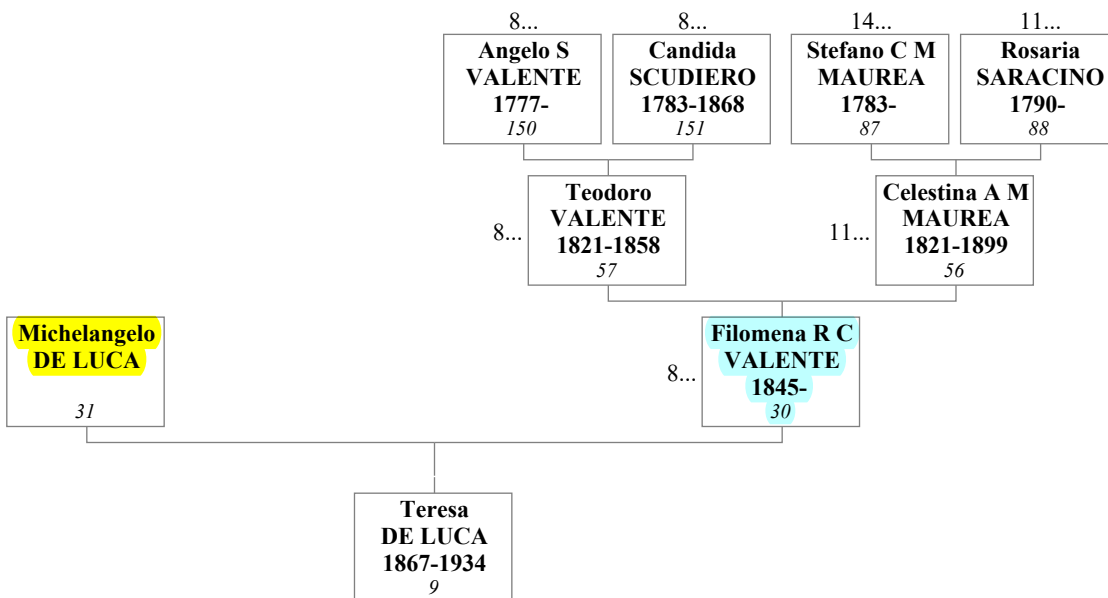 8...
8...
14...
11...
Angelo S
VALENTE
1777-
150
Candida
SCUDIERO
1783-1868
151
Stefano C M
MAUREA
1783-
87
Rosaria
SARACINO
1790-
88
8...
Teodoro
VALENTE
1821-1858
57
11...
Celestina A M
MAUREA
1821-1899
56
Michelangelo
DE LUCA
31
8...
Filomena R C
VALENTE
1845-
30
Teresa
DE LUCA
1867-1934
9